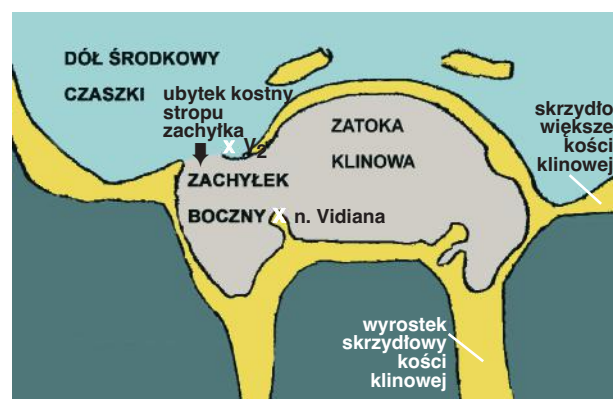 DÓŁ ŚRODKOWY
CZASZKI
ubytek kostny
stropu
zachyłka
x V2
ZATOKA
KLINOWA
skrzydło
większe
kości
klinowej
ZACHYŁEK
BOCZNY x n. Vidiana
wyrostek
skrzydłowy
kości
klinowej